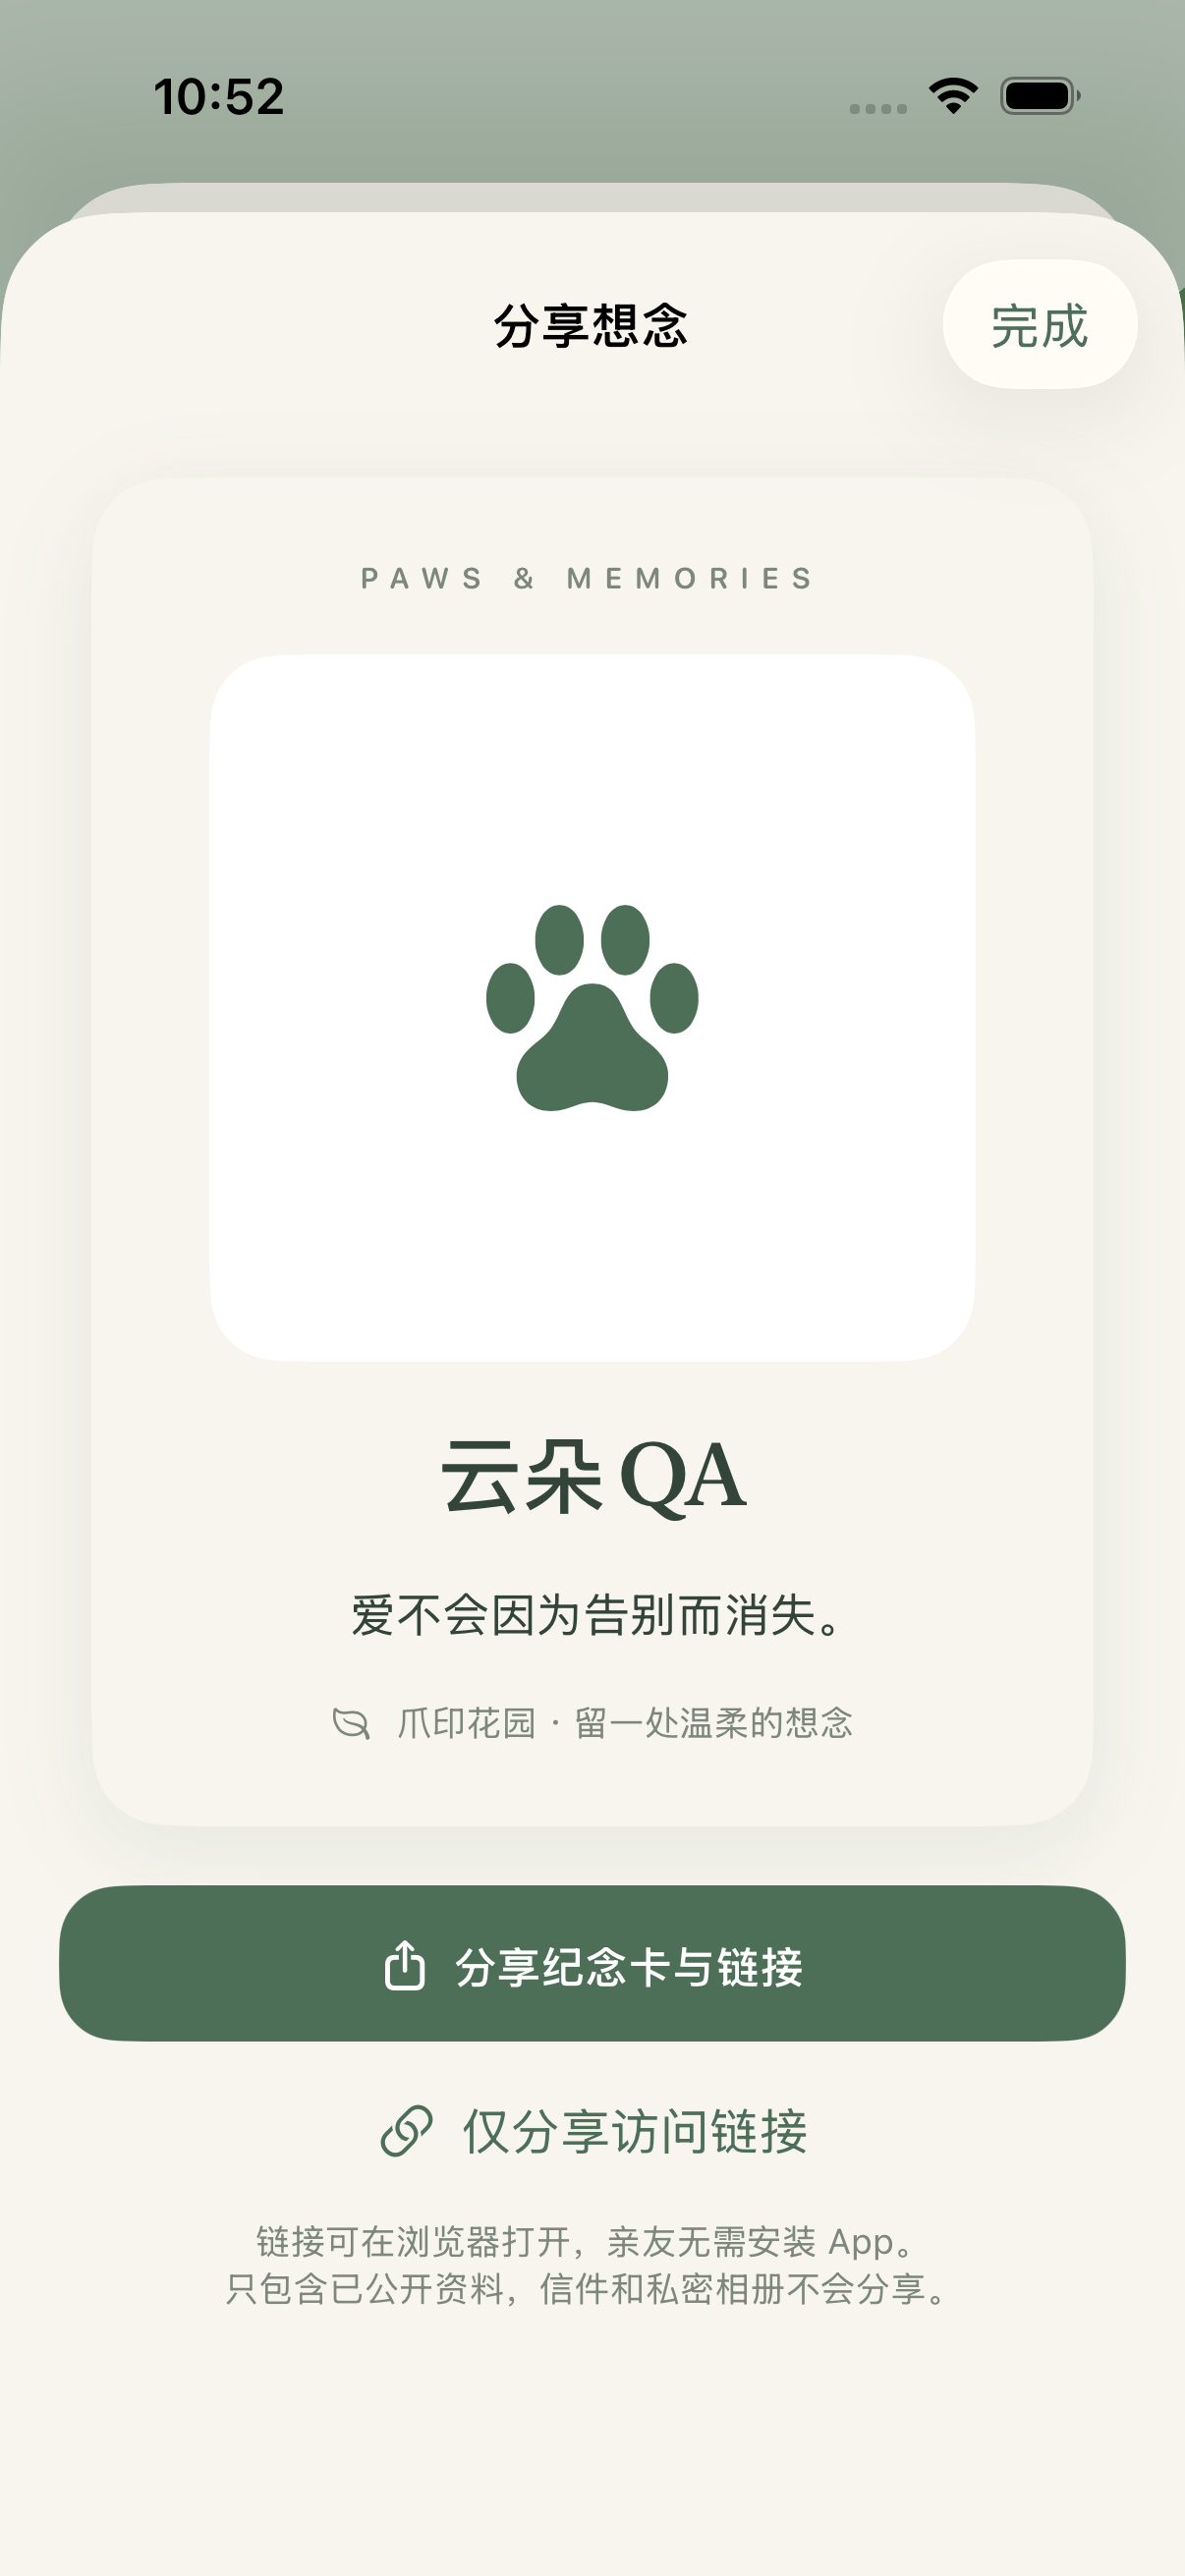 10:52
分享想念
完成
PAWS & MEMORIES
云朵 QA
爱不会因为告别而消失。
爪印花园 · 留一处温柔的想念
分享纪念卡与链接
仅分享访问链接
链接可在浏览器打开，亲友无需安装 App。
只包含已公开资料，信件和私密相册不会分享。